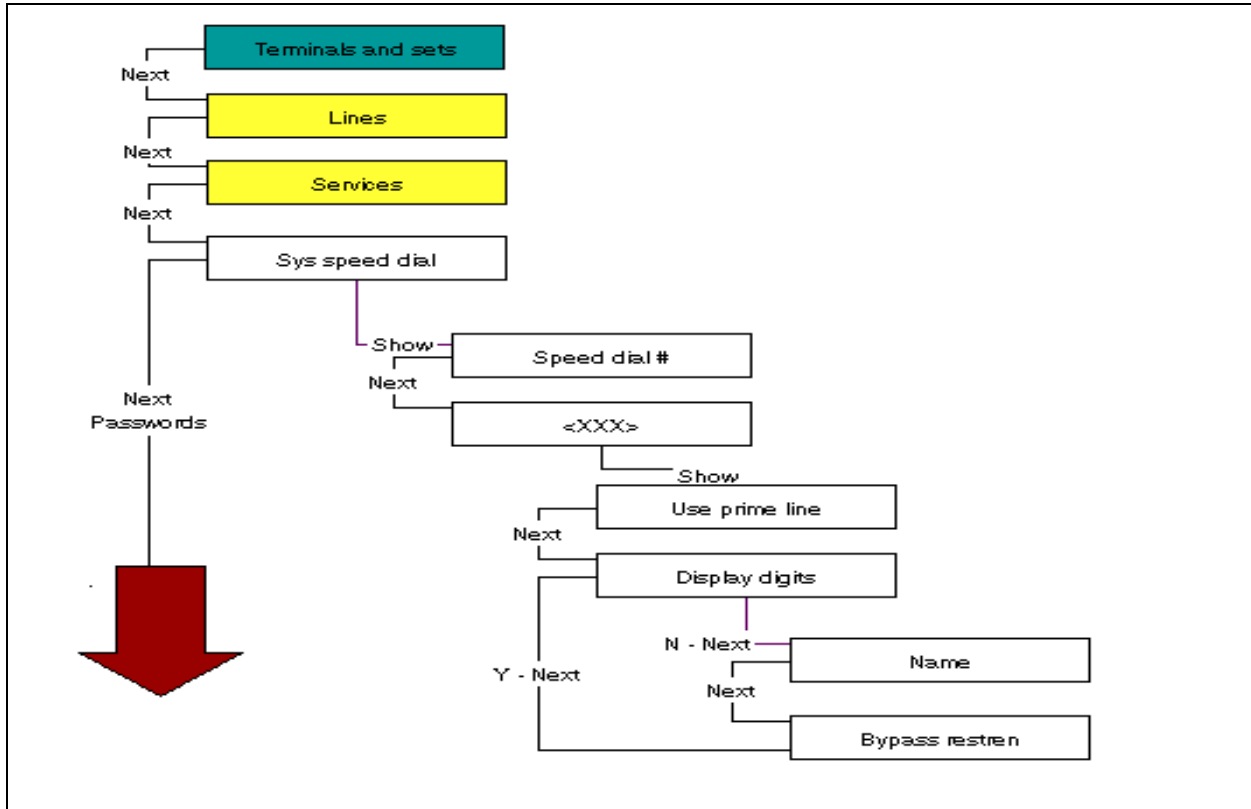 Terminals and sets
Next
Lines
Next
Services
Next
Sys speed dial
Show
Speed dial #
Next
<XXX>
Next
Passwords
Show
Use prime line
Next
Display digits
N - Next
Name
Y - Next
Next
Bypass restren